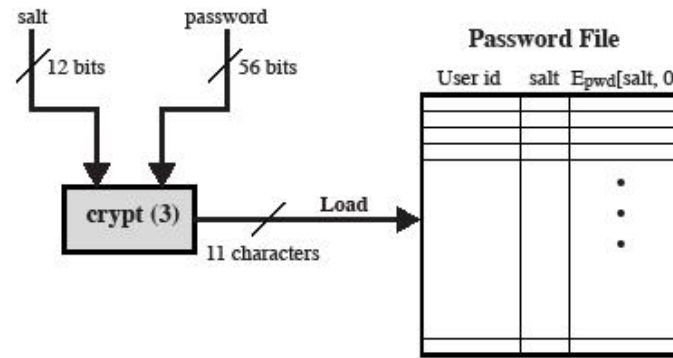 salt
password
12 bits
56 bits
Password File
User id
salt
Epwd[salt, 0
crypt (3)
Load
11 characters